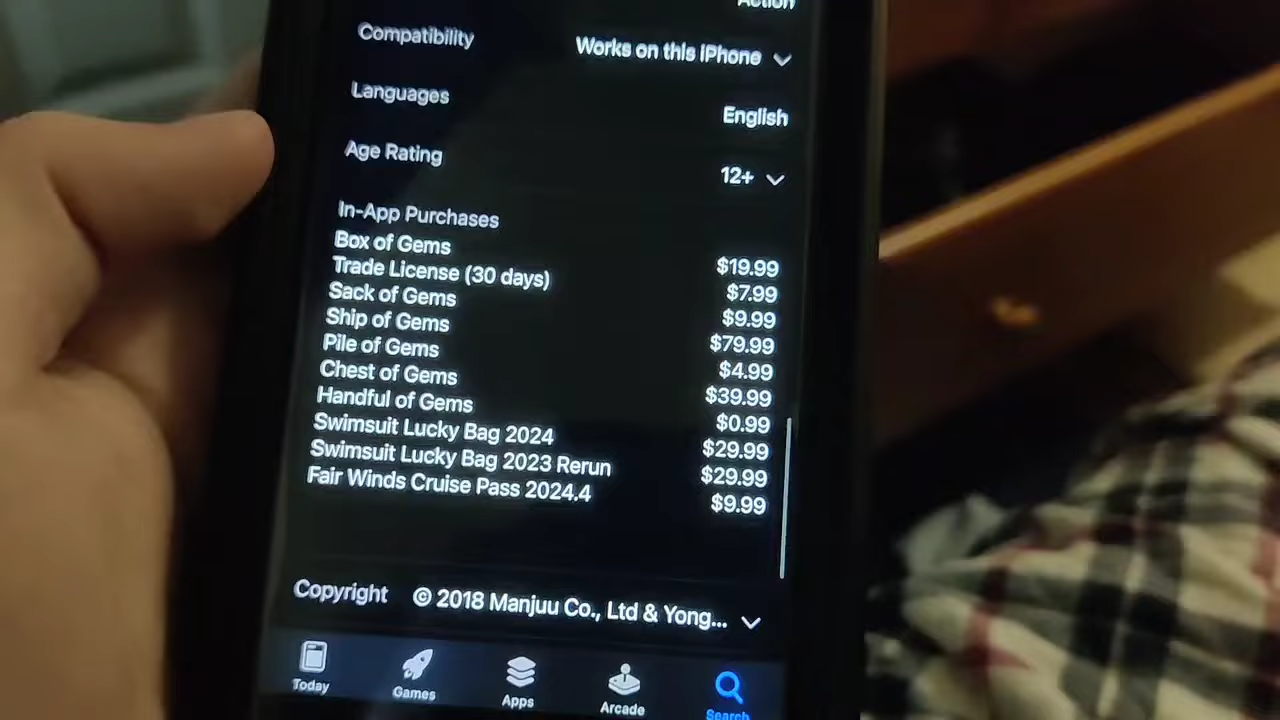 Action
Compatibility Works on this iPhone
Languages English
Age Rating 12+
In-App Purchases
Box of Gems $19.99
Trade License (30 days) $7.99
Sack of Gems $9.99
Ship of Gems $79.99
Pile of Gems $4.99
Chest of Gems $39.99
Handful of Gems $0.99
Swimsuit Lucky Bag 2024 $29.99
Swimsuit Lucky Bag 2023 Rerun $29.99
Fair Winds Cruise Pass 2024.4 $9.99
Copyright © 2018 Manjuu Co., Ltd & Yong...
Today Games Apps Arcade Search